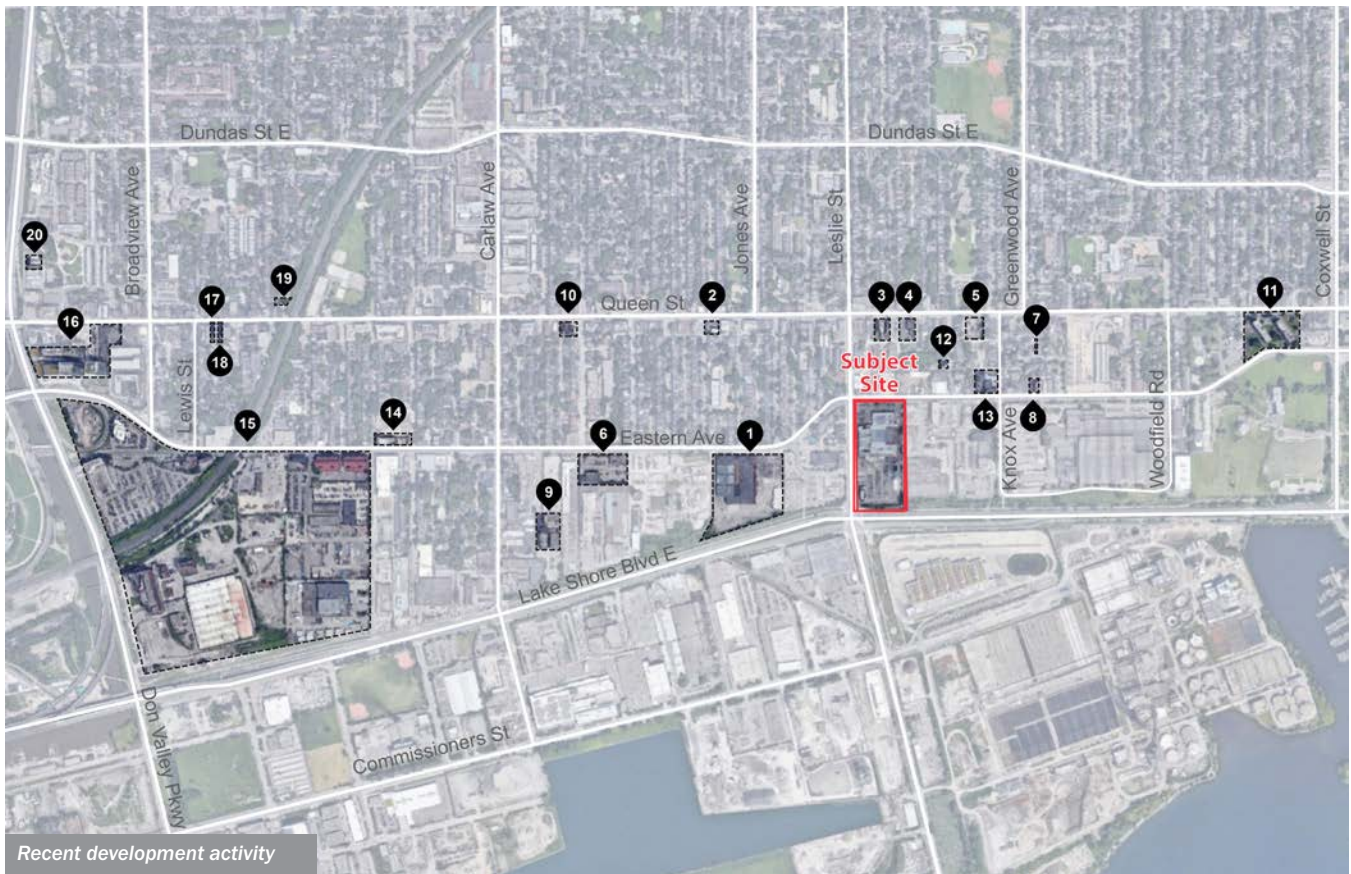 Dundas St E
Dundas St E
Broadview Ave
Carlaw Ave
Jones Ave
Leslie St
Greenwood Ave
Coxwell St
20
19
17
10
Queen St
2
3
4
5
7
11
16
18
12
Subject
Site
Lewis St
15
14
6
Eastern Ave
1
13
8
Knox Ave
Woodfield Rd
9
Lake Shore Blvd E
Don Valley Pkwy
Commissioners St
Recent development activity